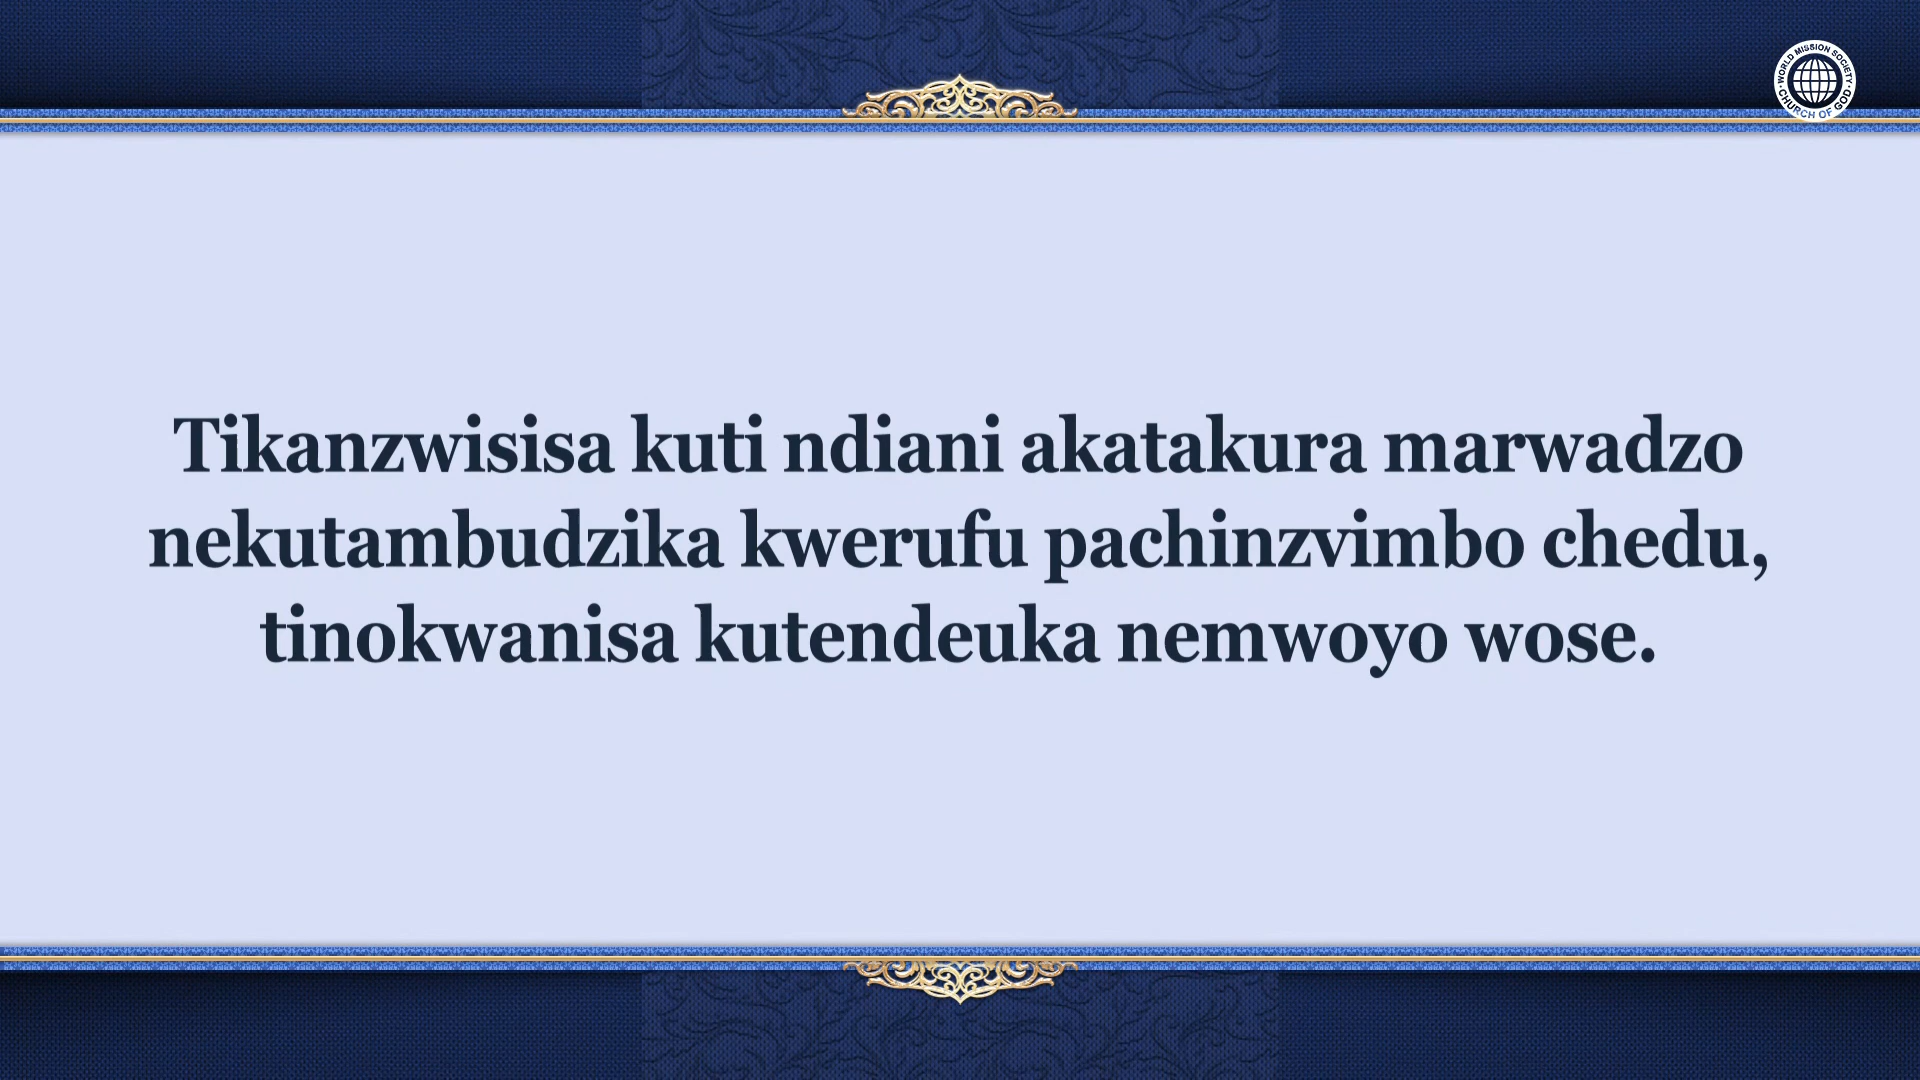 WORLD MISSION SOCIETY
CHURCH OF GOD
Tikanzwisisa kuti ndiani akatakura marwadzo
nekutambudzika kwerufu pachinzvimbo chedu,
tinokwanisa kutendeuka nemwoyo wose.